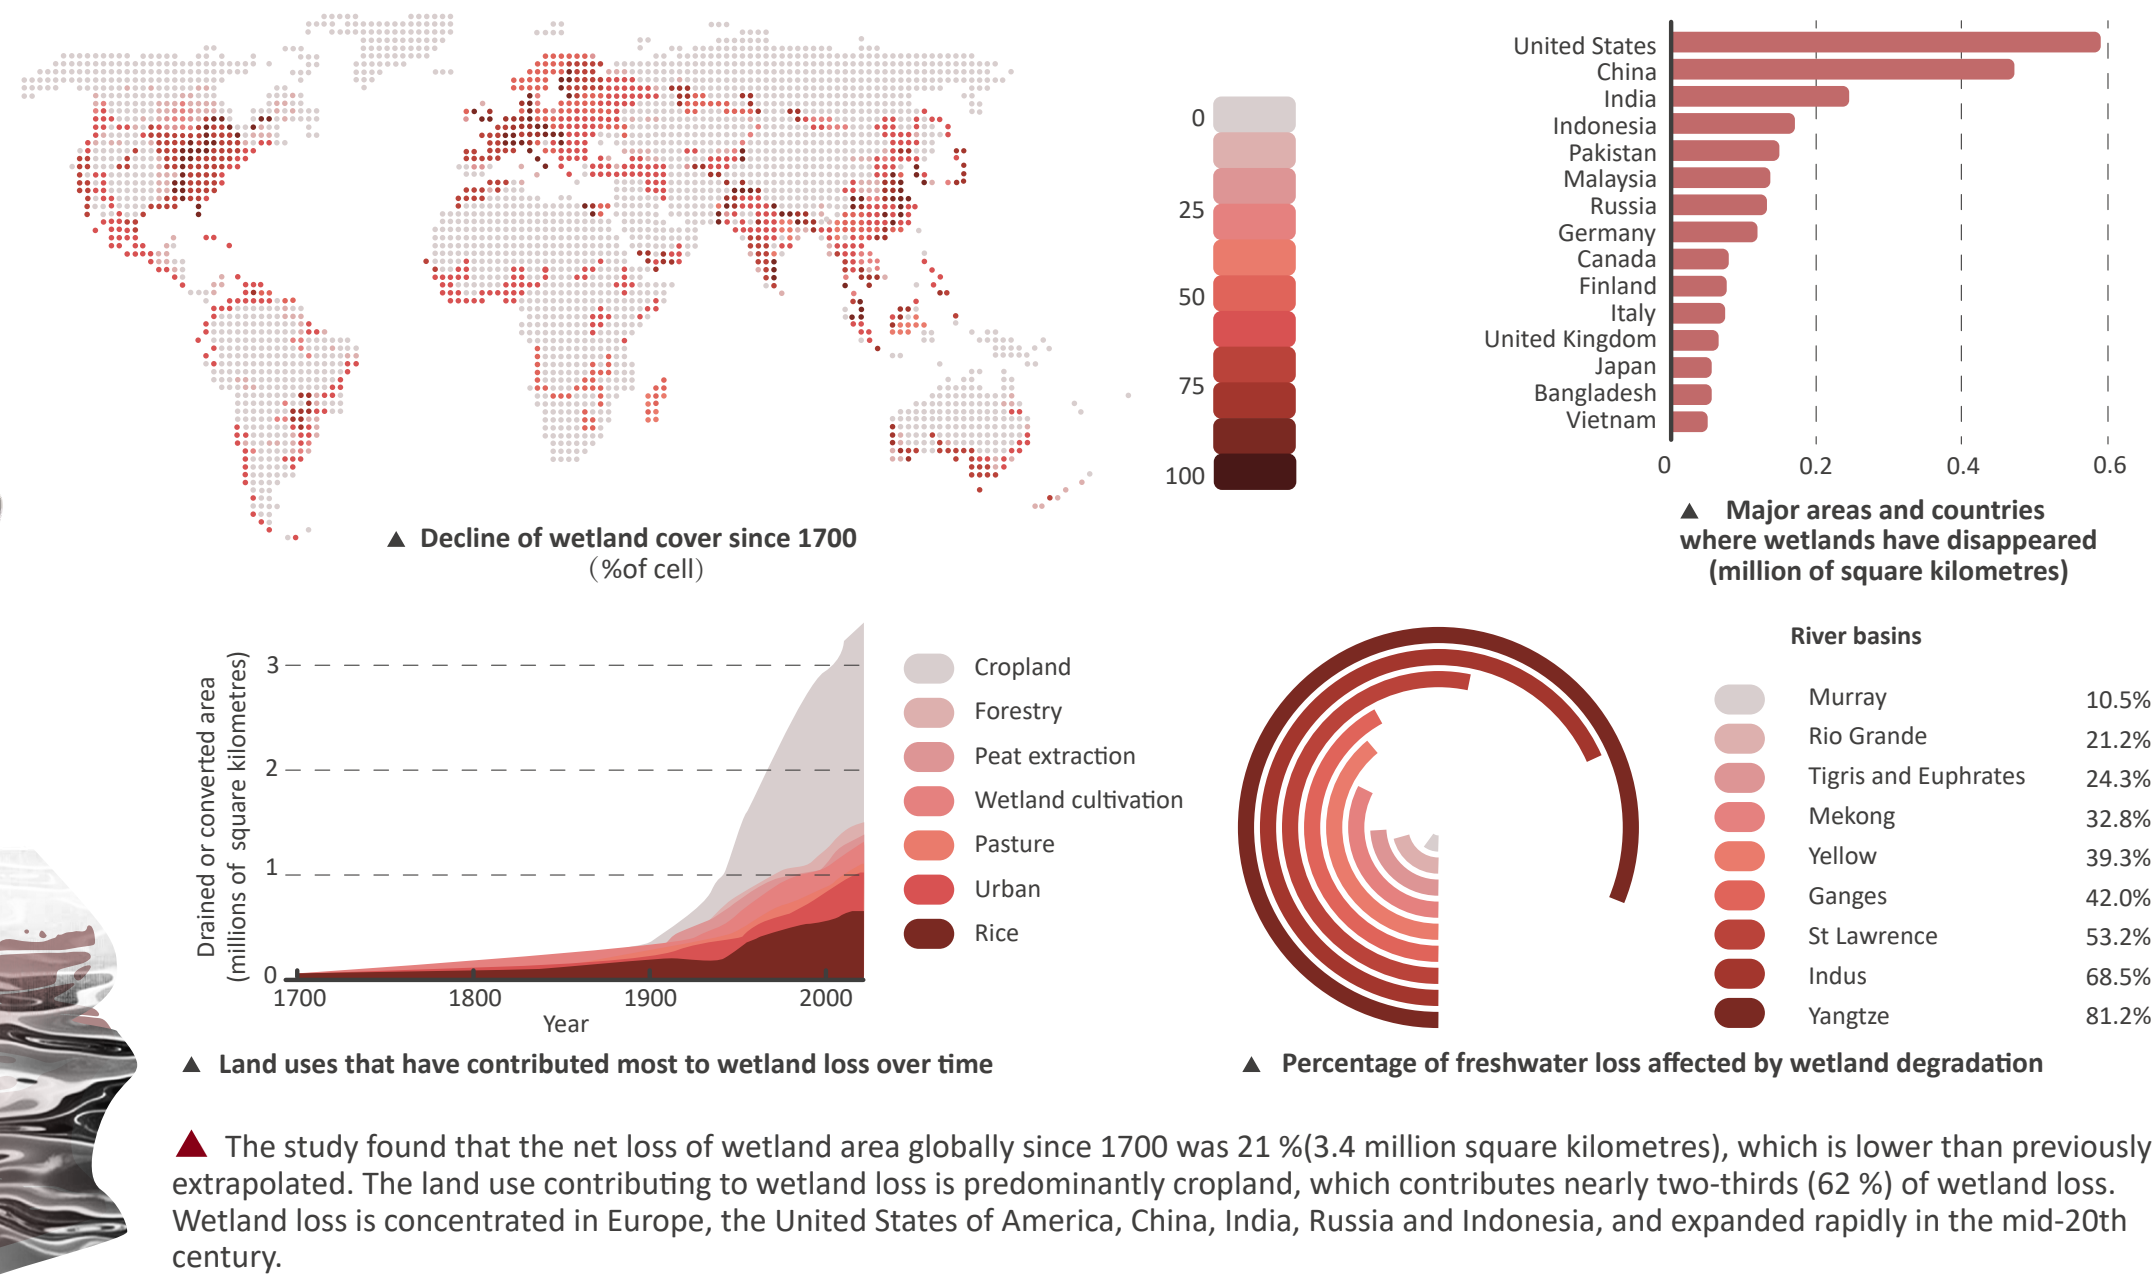 0
25
50
75
100
▲ Decline of wetland cover since 1700
（%of cell）
United States
China
India
Indonesia
Pakistan
Malaysia
Russia
Germany
Canada
Finland
Italy
United Kingdom
Japan
Bangladesh
Vietnam
0 0.2 0.4 0.6
▲ Major areas and countries
where wetlands have disappeared
(million of square kilometres)
Drained or converted area
(millions of square kilometres)
3
2
1
0
1700 1800 1900 2000
Year
Cropland
Forestry
Peat extraction
Wetland cultivation
Pasture
Urban
Rice
▲ Land uses that have contributed most to wetland loss over time
River basins
Murray 10.5%
Rio Grande 21.2%
Tigris and Euphrates 24.3%
Mekong 32.8%
Yellow 39.3%
Ganges 42.0%
St Lawrence 53.2%
Indus 68.5%
Yangtze 81.2%
▲ Percentage of freshwater loss affected by wetland degradation
▲ The study found that the net loss of wetland area globally since 1700 was 21 %(3.4 million square kilometres), which is lower than previously
extrapolated. The land use contributing to wetland loss is predominantly cropland, which contributes nearly two-thirds (62 %) of wetland loss.
Wetland loss is concentrated in Europe, the United States of America, China, India, Russia and Indonesia, and expanded rapidly in the mid-20th
century.